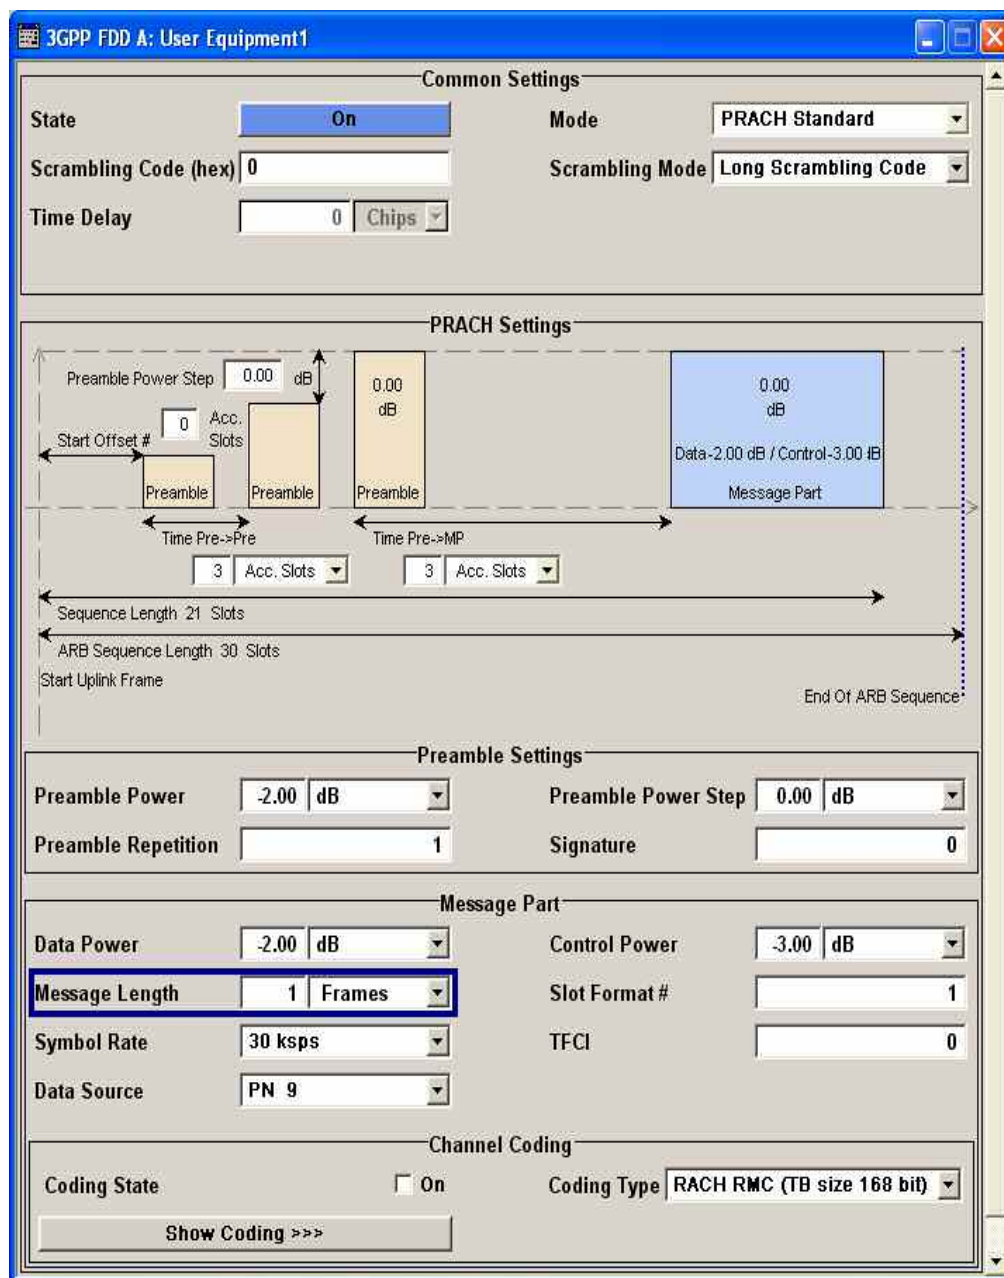 3GPP FDD A: User Equipment1
Common Settings
State On Mode PRACH Standard
Scrambling Code (hex) 0 Scrambling Mode Long Scrambling Code
Time Delay 0 Chips
PRACH Settings
Preamble Power Step 0.00 dB
0.00
dB
0.00
dB
Start Offset # 0 Acc.
Slots
Data -2.00 dB / Control -3.00 dB
Preamble Preamble Preamble Message Part
Time Pre->Pre Time Pre->MP
3 Acc. Slots 3 Acc. Slots
Sequence Length 21 Slots
ARB Sequence Length 30 Slots
Start Uplink Frame
End Of ARB Sequence
Preamble Settings
Preamble Power -2.00 dB Preamble Power Step 0.00 dB
Preamble Repetition 1 Signature 0
Message Part
Data Power -2.00 dB Control Power -3.00 dB
Message Length 1 Frames Slot Format # 1
Symbol Rate 30 ksps TFCI 0
Data Source PN 9
Channel Coding
Coding State On Coding Type RACH RMC (TB size 168 bit)
Show Coding >>>